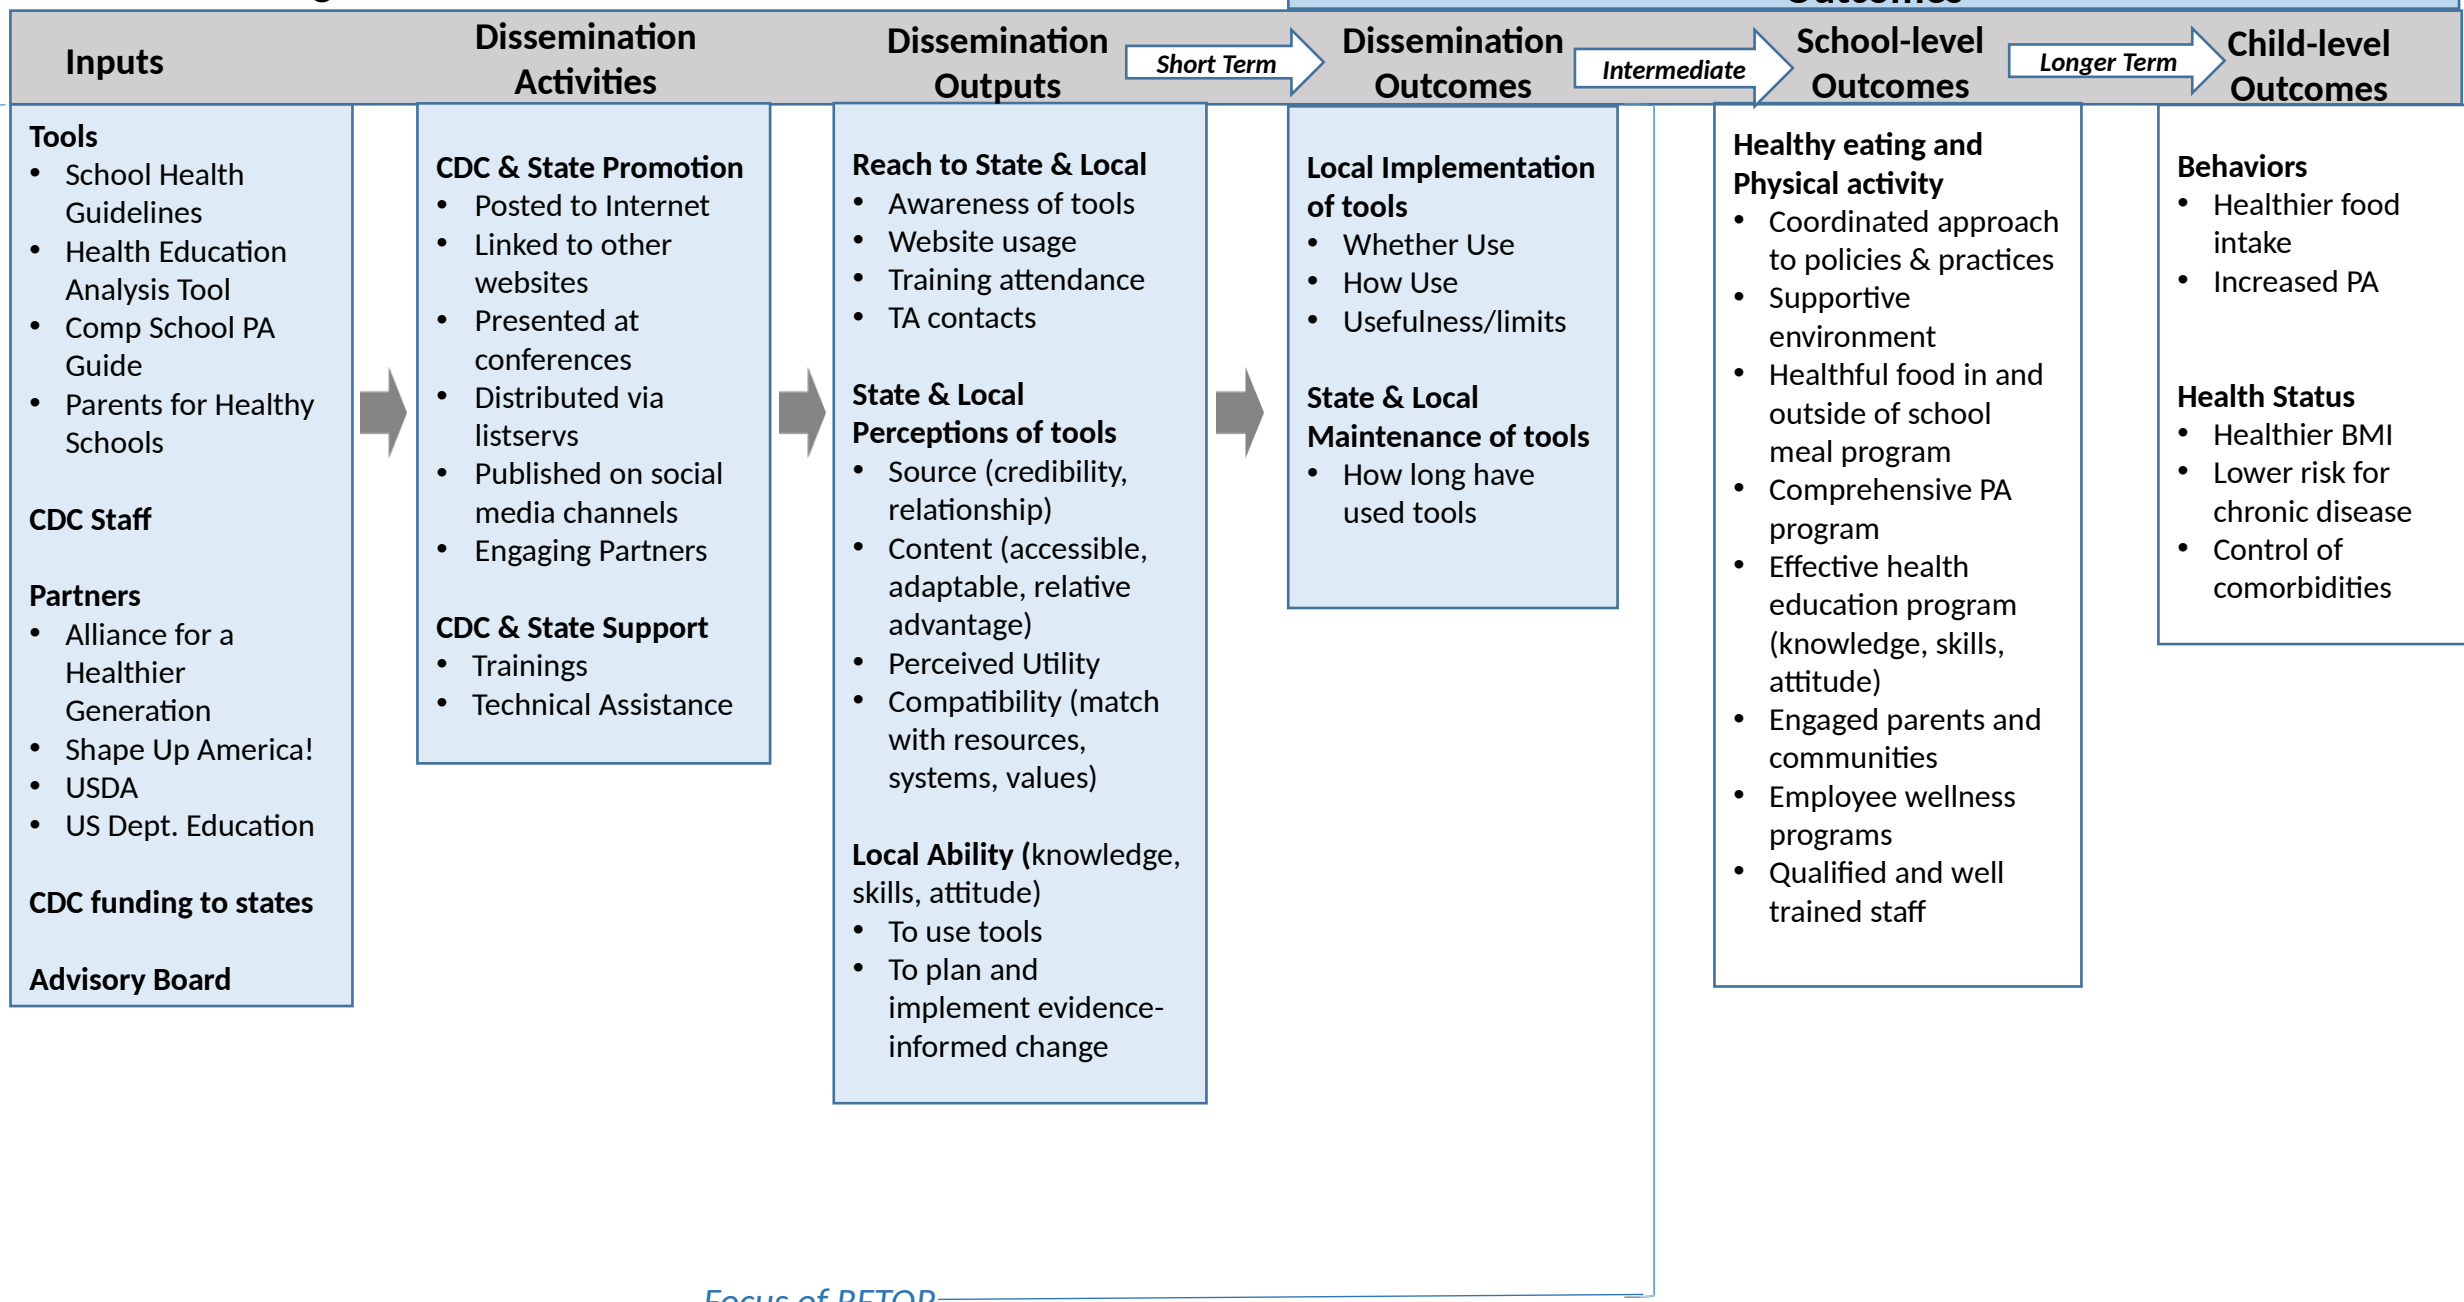 Outcomes
Inputs
Dissemination
Activities
Dissemination
Outputs
Short Term
Dissemination
Outcomes
Intermediate
School-level
Outcomes
Longer Term
Child-level
Outcomes
Tools
• School Health
Guidelines
• Health Education
Analysis Tool
• Comp School PA
Guide
• Parents for Healthy
Schools
CDC Staff
Partners
• Alliance for a
Healthier
Generation
• Shape Up America!
• USDA
• US Dept. Education
CDC funding to states
Advisory Board
CDC & State Promotion
• Posted to Internet
• Linked to other
websites
• Presented at
conferences
• Distributed via
listservs
• Published on social
media channels
• Engaging Partners
CDC & State Support
• Trainings
• Technical Assistance
Reach to State & Local
• Awareness of tools
• Website usage
• Training attendance
• TA contacts
State & Local
Perceptions of tools
• Source (credibility,
relationship)
• Content (accessible,
adaptable, relative
advantage)
• Perceived Utility
• Compatibility (match
with resources,
systems, values)
Local Ability (knowledge,
skills, attitude)
• To use tools
• To plan and
implement evidence-
informed change
Local Implementation
of tools
• Whether Use
• How Use
• Usefulness/limits
State & Local
Maintenance of tools
• How long have
used tools
Healthy eating and
Physical activity
• Coordinated approach
to policies & practices
• Supportive
environment
• Healthful food in and
outside of school
meal program
• Comprehensive PA
program
• Effective health
education program
(knowledge, skills,
attitude)
• Engaged parents and
communities
• Employee wellness
programs
• Qualified and well
trained staff
Behaviors
• Healthier food
intake
• Increased PA
Health Status
• Healthier BMI
• Lower risk for
chronic disease
• Control of
comorbidities
Focus of